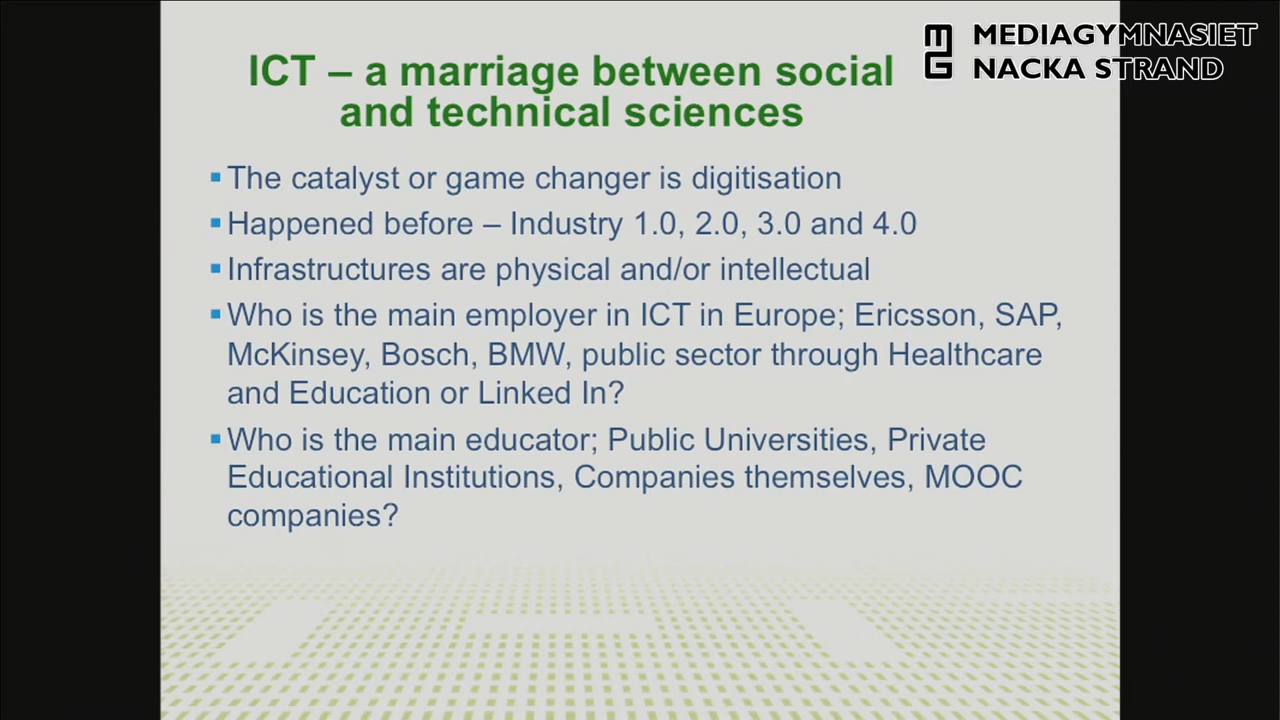 MEDIAGYMNASIET
NACKA STRAND
ICT – a marriage between social
and technical sciences
▪ The catalyst or game changer is digitisation
▪ Happened before – Industry 1.0, 2.0, 3.0 and 4.0
▪ Infrastructures are physical and/or intellectual
▪ Who is the main employer in ICT in Europe; Ericsson, SAP,
McKinsey, Bosch, BMW, public sector through Healthcare
and Education or Linked In?
▪ Who is the main educator; Public Universities, Private
Educational Institutions, Companies themselves, MOOC
companies?